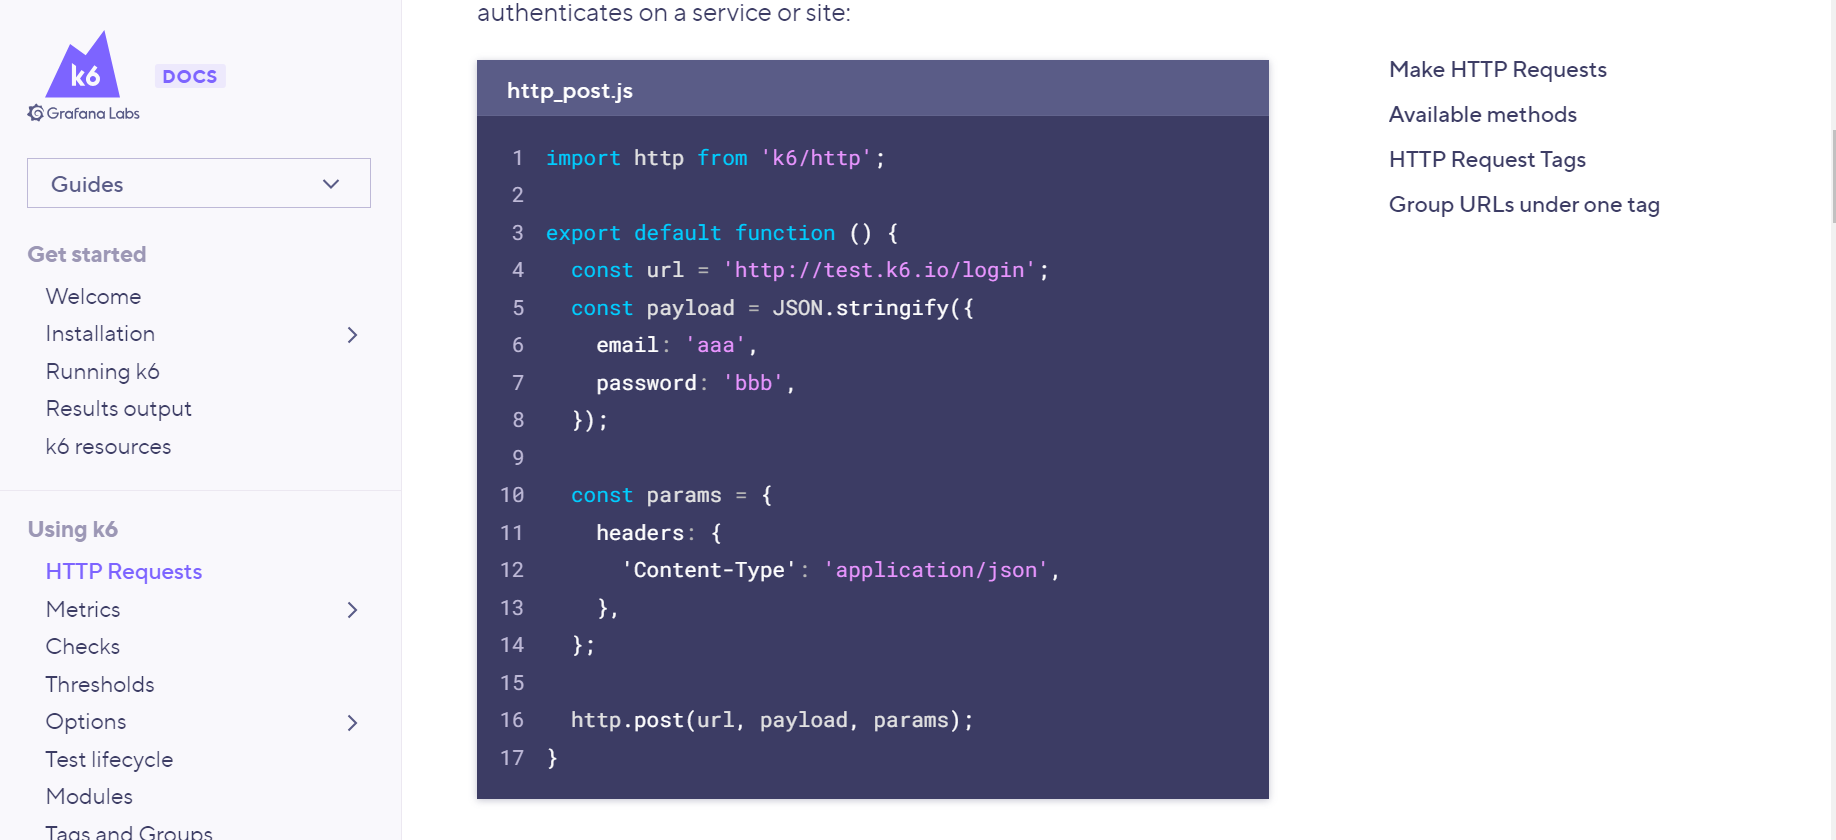 k6
DOCS
Grafana Labs
Guides
Get started
Welcome
Installation
Running k6
Results output
k6 resources
Using k6
HTTP Requests
Metrics
Checks
Thresholds
Options
Test lifecycle
Modules
Tags and Groups
authenticates on a service or site:
http_post.js
1 import http from 'k6/http';
2
3 export default function () {
4   const url = 'http://test.k6.io/login';
5   const payload = JSON.stringify({
6     email: 'aaa',
7     password: 'bbb',
8   });
9
10   const params = {
11     headers: {
12       'Content-Type': 'application/json',
13     },
14   };
15
16   http.post(url, payload, params);
17 }
Make HTTP Requests
Available methods
HTTP Request Tags
Group URLs under one tag